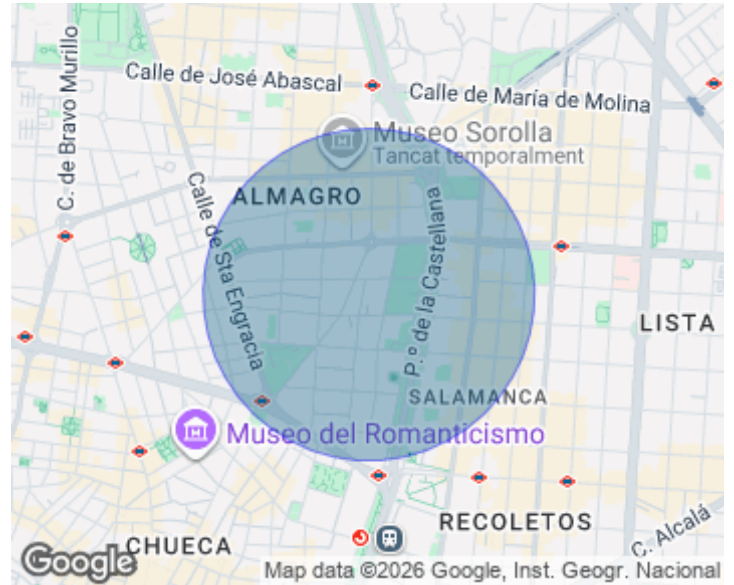 Calle de José Abascal
Calle de María de Molina
C. de Bravo Murillo
Museo Sorolla
Tancat temporalment
ALMAGRO
Calle de Sta Engracia
P.º de la Castellana
LISTA
SALAMANCA
Museo del Romanticismo
RECOLETOS
C. Alcalá
CHUECA
Google
Map data ©2026 Google, Inst. Geogr. Nacional